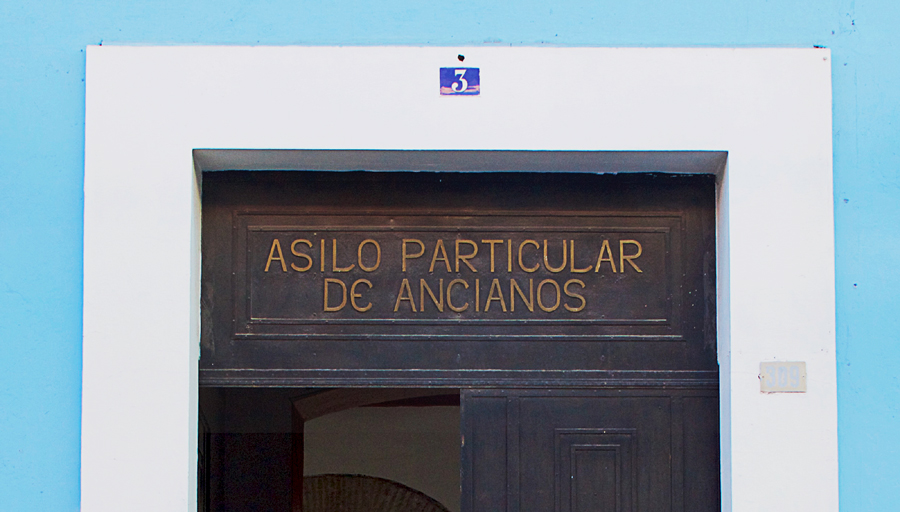 3
ASILO PARTICULAR
DE ANCIANOS